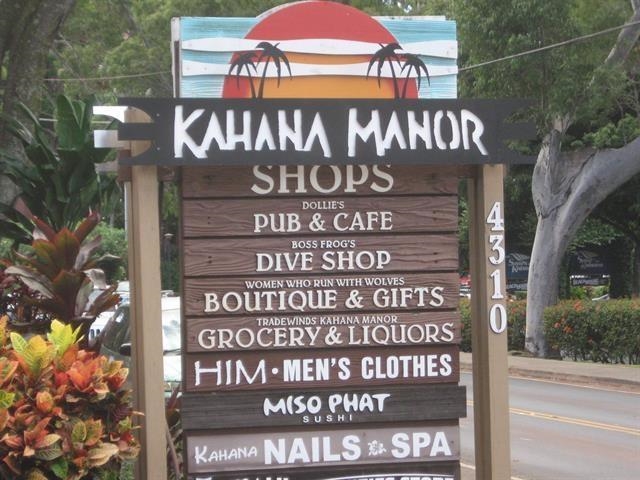 KAHANA MANOR
SHOPS
DOLLIE'S
PUB & CAFE
BOSS FROG'S
DIVE SHOP
WOMEN WHO RUN WITH WOLVES
BOUTIQUE & GIFTS
TRADEWINDS KAHANA MANOR
GROCERY & LIQUORS
HIM • MEN'S CLOTHES
MISO PHAT
SUSHI
KAHANA NAILS & SPA
4310